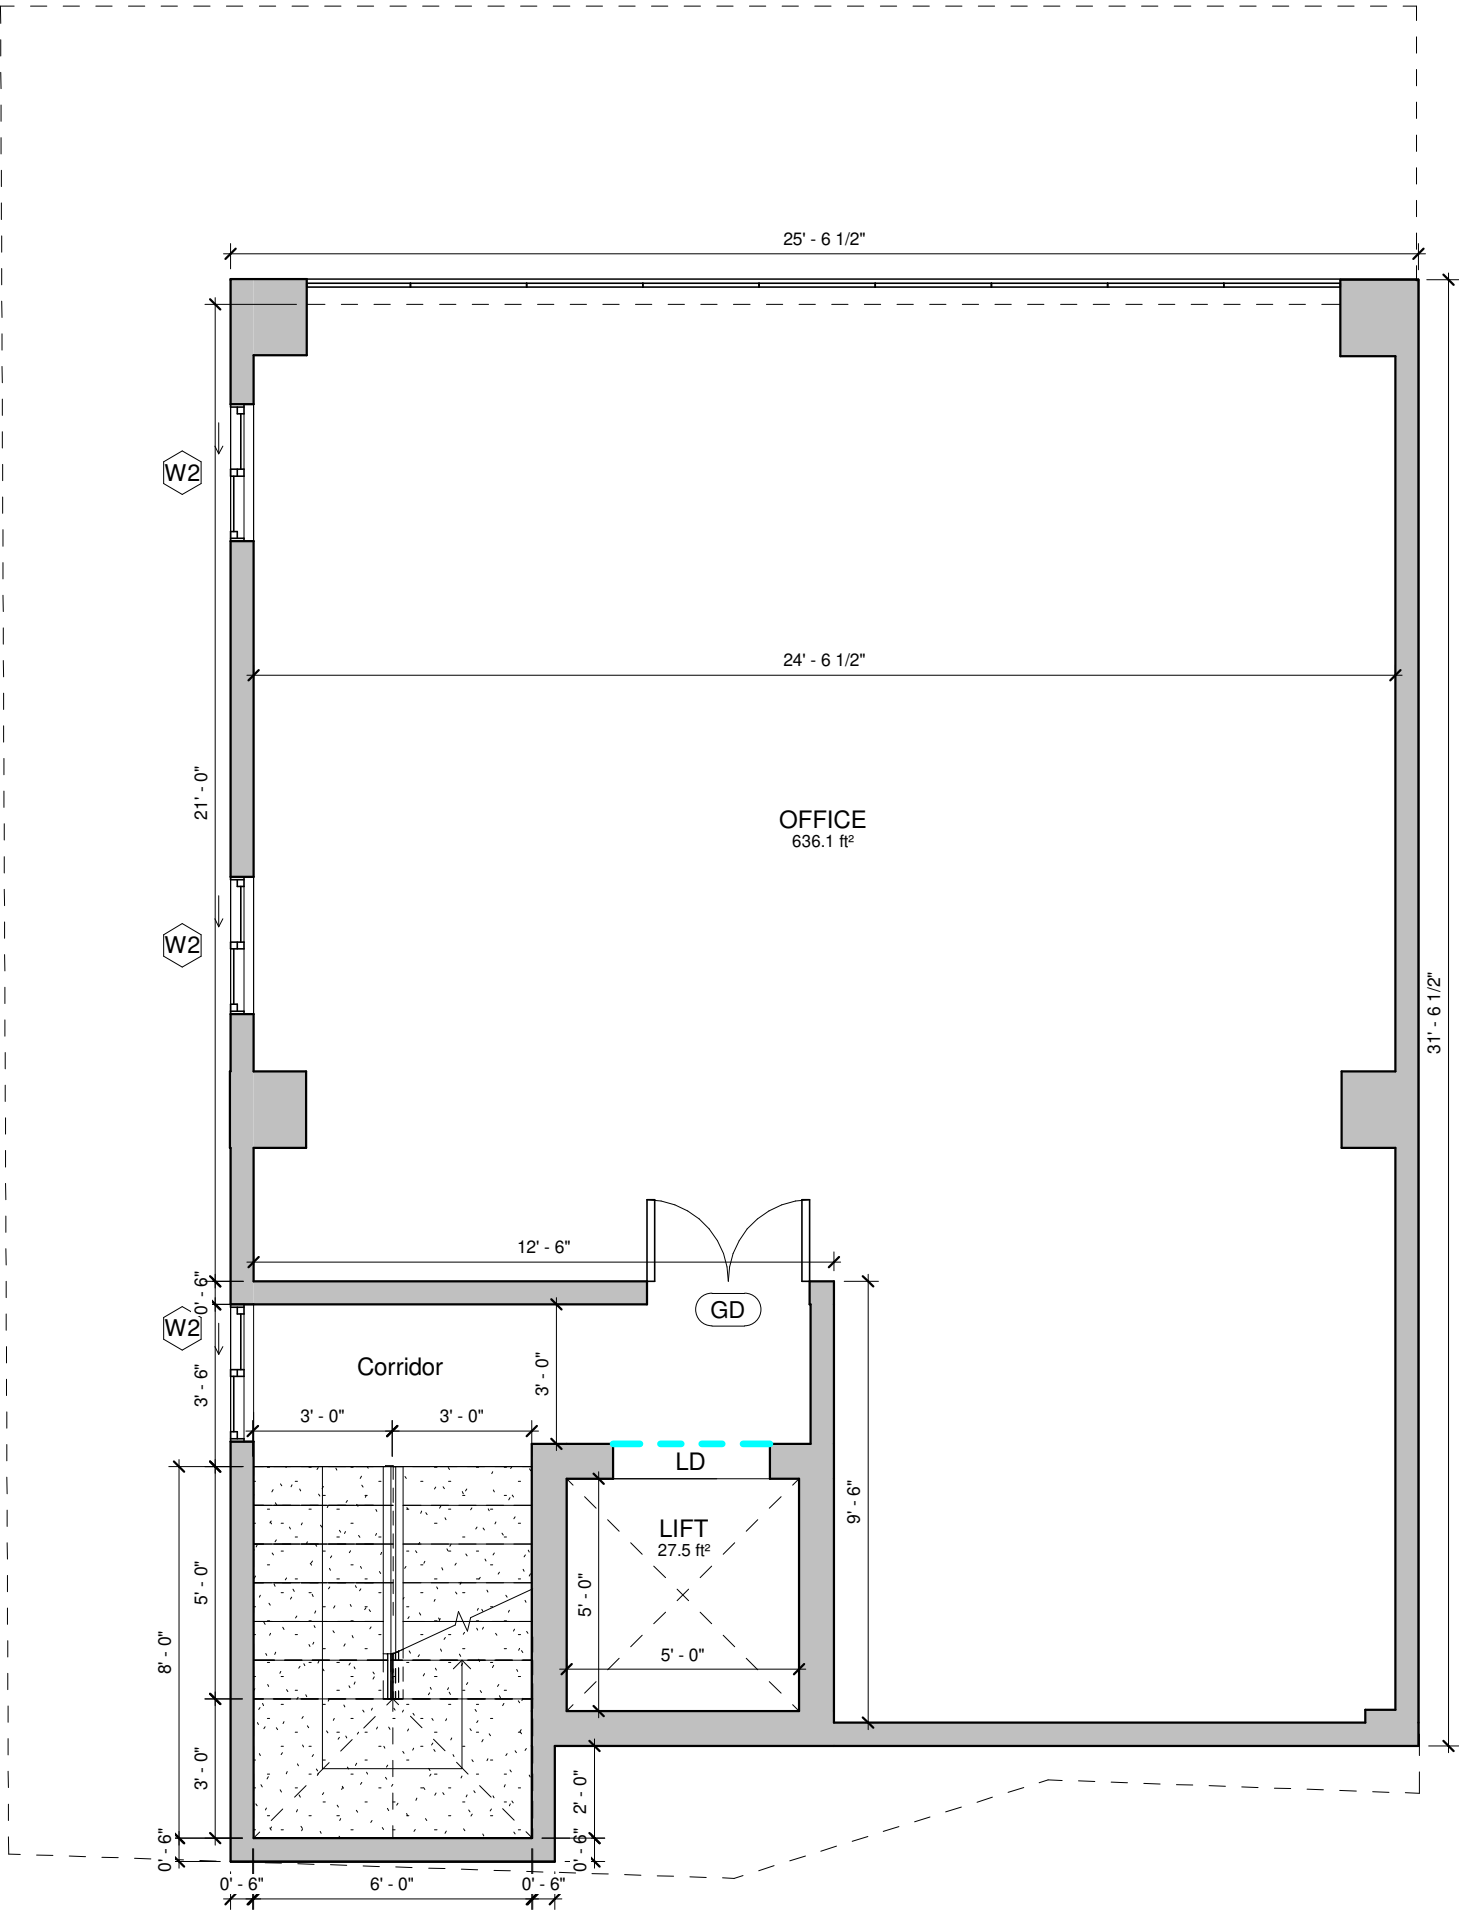 25' - 6 1/2"
W2
24' - 6 1/2"
21' - 0"
OFFICE
636.1 ft²
W2
31' - 6 1/2"
12' - 6"
0' - 6"
GD
W2
Corridor
3' - 6"
3' - 0"
3' - 0"
3' - 0"
LD
9' - 6"
LIFT
27.5 ft²
5' - 0"
5' - 0"
8' - 0"
5' - 0"
3' - 0"
2' - 0"
0' - 6"
0' - 6"
0' - 6"
6' - 0"
0' - 6"